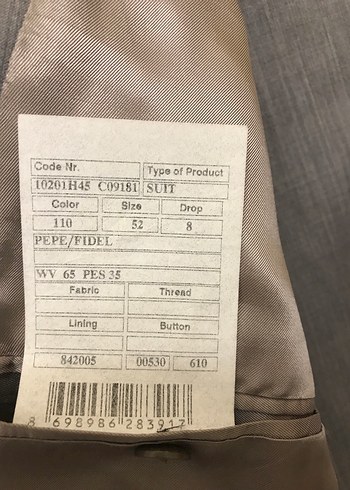 Code Nr. Type of Product
10201H45 C09181 SUIT
Color Size Drop
110 52 8
PEPE/FIDEL
WV 65 PES 35
Fabric Thread
Lining Button
842005 00530 610
8 698986 283917